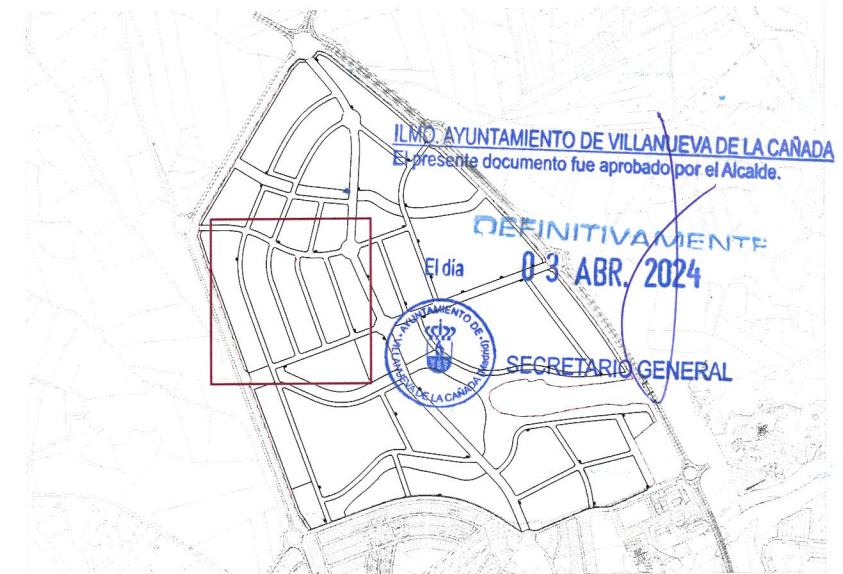 ILMO. AYUNTAMIENTO DE VILLANUEVA DE LA CAÑADA
El presente documento fue aprobado por el Alcalde.
DEFINITIVAMENTE
El día 03 ABR. 2024
SECRETARIO GENERAL
AYUNTAMIENTO DE VILLANUEVA DE LA CAÑADA (Madrid)